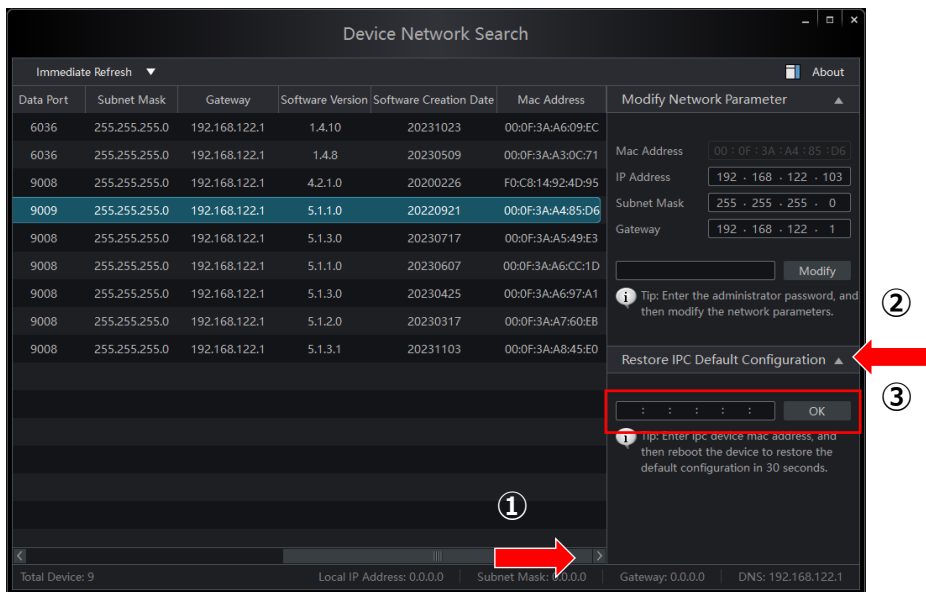 Device Network Search
Immediate Refresh ▼ About
Data Port Subnet Mask Gateway Software Version Software Creation Date Mac Address
6036 255.255.255.0 192.168.122.1 1.4.10 20231023 00:0F:3A:A6:09:EC
6036 255.255.255.0 192.168.122.1 1.4.8 20230509 00:0F:3A:A3:0C:71
9008 255.255.255.0 192.168.122.1 4.2.1.0 20200226 F0:C8:14:92:4D:95
9009 255.255.255.0 192.168.122.1 5.1.1.0 20220921 00:0F:3A:A4:85:D6
9008 255.255.255.0 192.168.122.1 5.1.3.0 20230717 00:0F:3A:A5:49:E3
9008 255.255.255.0 192.168.122.1 5.1.1.0 20230607 00:0F:3A:A6:CC:1D
9008 255.255.255.0 192.168.122.1 5.1.3.0 20230425 00:0F:3A:A6:97:A1
9008 255.255.255.0 192.168.122.1 5.1.2.0 20230317 00:0F:3A:A7:60:EB
9008 255.255.255.0 192.168.122.1 5.1.3.1 20231103 00:0F:3A:A8:45:E0
Modify Network Parameter ▲
Mac Address 00 : 0F : 3A : A4 : 85 : D6
IP Address 192 . 168 . 122 . 103
Subnet Mask 255 . 255 . 255 . 0
Gateway 192 . 168 . 122 . 1
Modify
Tip: Enter the administrator password, and
then modify the network parameters.
②
Restore IPC Default Configuration ▲
③
: : : : : OK
Tip: Enter ipc device mac address, and
then reboot the device to restore the
default configuration in 30 seconds.
①
Total Device: 9 Local IP Address: 0.0.0.0 Subnet Mask: 0.0.0.0 Gateway: 0.0.0.0 DNS: 192.168.122.1